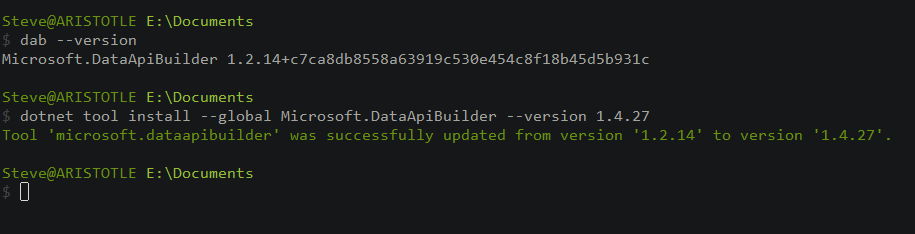 Steve@ARISTOTLE E:\Documents
$ dab --version
Microsoft.DataApiBuilder 1.2.14+c7ca8db8558a63919c530e454c8f18b45d5b931c
Steve@ARISTOTLE E:\Documents
$ dotnet tool install --global Microsoft.DataApiBuilder --version 1.4.27
Tool 'microsoft.dataapibuilder' was successfully updated from version '1.2.14' to version '1.4.27'.
Steve@ARISTOTLE E:\Documents
$